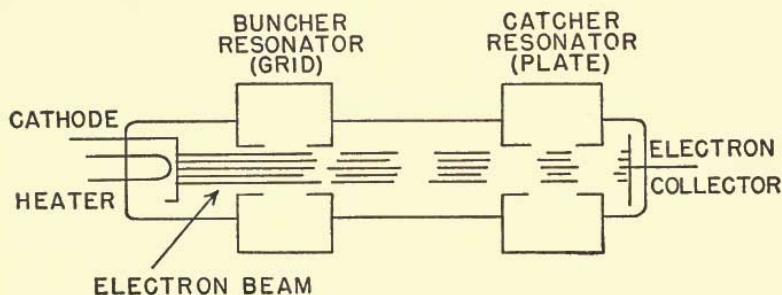 BUNCHER
RESONATOR
(GRID)
CATCHER
RESONATOR
(PLATE)
CATHODE
HEATER
ELECTRON
COLLECTOR
ELECTRON BEAM